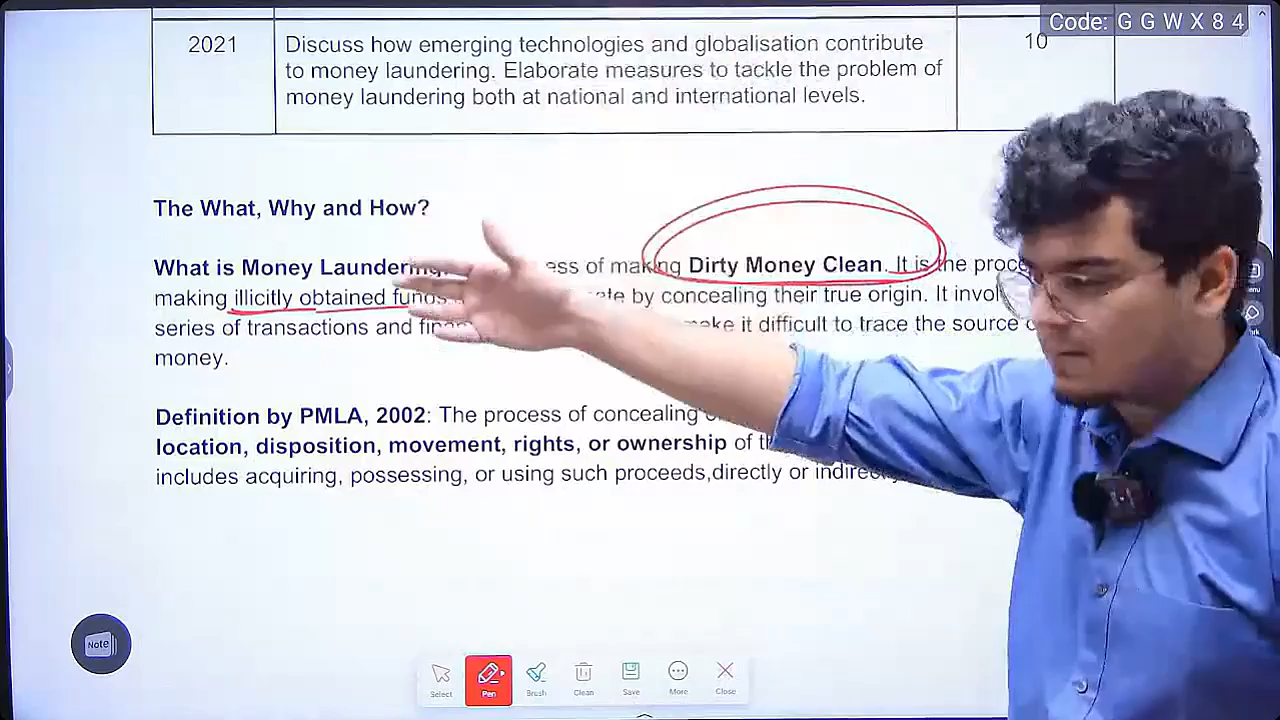 Code: G G W X 8 4
2021 Discuss how emerging technologies and globalisation contribute 10
to money laundering. Elaborate measures to tackle the problem of
money laundering both at national and international levels.
The What, Why and How?
What is Money Laundering ess of making Dirty Money Clean. It is the proc
making illicitly obtained funds by concealing their true origin. It invol
series of transactions and make it difficult to trace the source
money.
Definition by PMLA, 2002: The process of concealing
location, disposition, movement, rights, or ownership of
includes acquiring, possessing, or using such proceeds,directly or indirectly
Note
Select Pen Brush Clean Save More Close